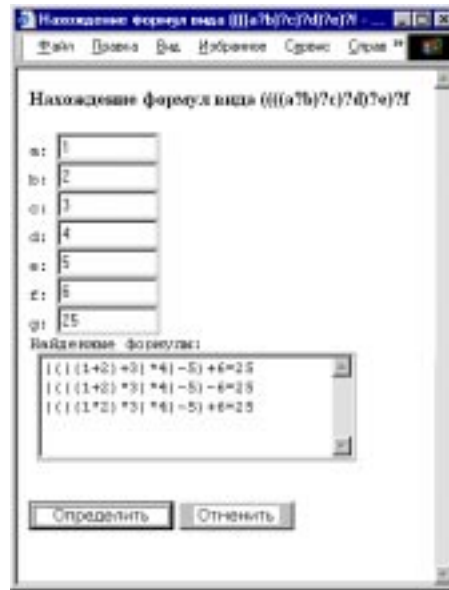 Нахождение формул вида ((((a?b)?c)?d)?e)?f - ...
Файл Правка Вид Избранное Сервис Справ »
Нахождение формул вида ((((a?b)?c)?d)?e)?f
a: 1
b: 2
c: 3
d: 4
e: 5
f: 6
g: 25
Найденные формулы:
((((1+2)+3)*4)-5)+6=25
((((1+2)*3)*4)-5)-6=25
((((1*2)*3)*4)-5)+6=25
Определить Отменить